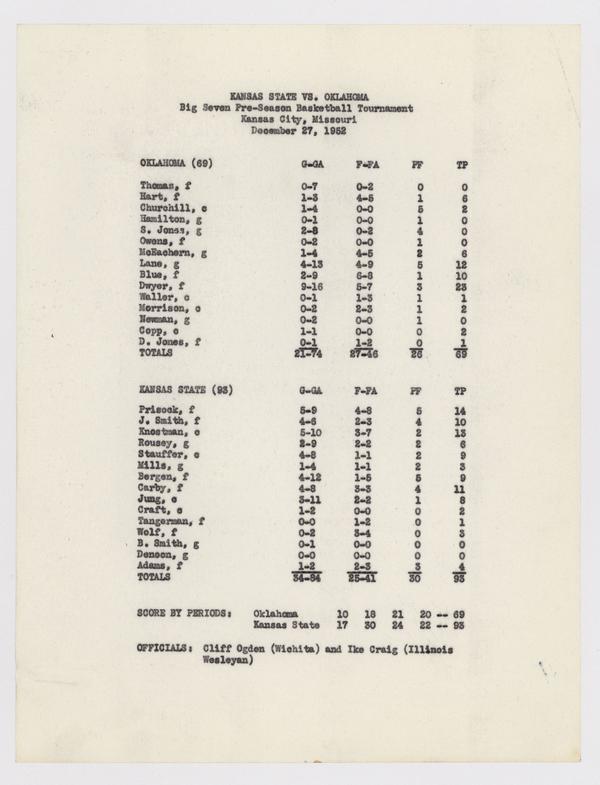 KANSAS STATE VS. OKLAHOMA
Big Seven Pre-Season Basketball Tournament
Kansas City, Missouri
December 27, 1952
OKLAHOMA (69) G-GA F-FA PF TP
Thomas, f 0-7 0-2 0 0
Hart, f 1-3 4-5 1 6
Churchill, c 1-4 0-0 5 2
Hamilton, g 0-1 0-0 1 0
S. Jones, g 2-8 0-2 4 0
Owens, f 0-2 0-0 1 0
McEachern, g 1-4 4-5 2 6
Lane, g 4-13 4-9 5 12
Blue, f 2-9 6-8 1 10
Dwyer, f 9-16 5-7 3 23
Waller, c 0-1 1-3 1 1
Morrison, c 0-2 2-3 1 2
Newman, g 0-2 0-0 1 0
Copp, c 1-1 0-0 0 2
D. Jones, f 0-1 1-2 0 1
TOTALS 21-74 27-46 26 69
KANSAS STATE (93) G-GA F-FA PF TP
Prisock, f 5-9 4-8 5 14
J. Smith, f 4-6 2-3 4 10
Knostman, c 5-10 3-7 2 13
Rousey, g 2-9 2-2 2 6
Stauffer, c 4-8 1-1 2 9
Mills, g 1-4 1-1 2 3
Bergen, f 4-12 1-5 5 9
Carby, f 4-8 3-3 4 11
Jung, c 3-11 2-2 1 8
Craft, c 1-2 0-0 0 2
Tangerman, f 0-0 1-2 0 1
Wolf, f 0-2 3-4 0 3
B. Smith, g 0-1 0-0 0 0
Denoon, g 0-0 0-0 0 0
Adams, f 1-2 2-3 3 4
TOTALS 34-84 25-41 30 93
SCORE BY PERIODS: Oklahoma 10 18 21 20 -- 69
Kansas State 17 30 24 22 -- 93
OFFICIALS: Cliff Ogden (Wichita) and Ike Craig (Illinois
Wesleyan)